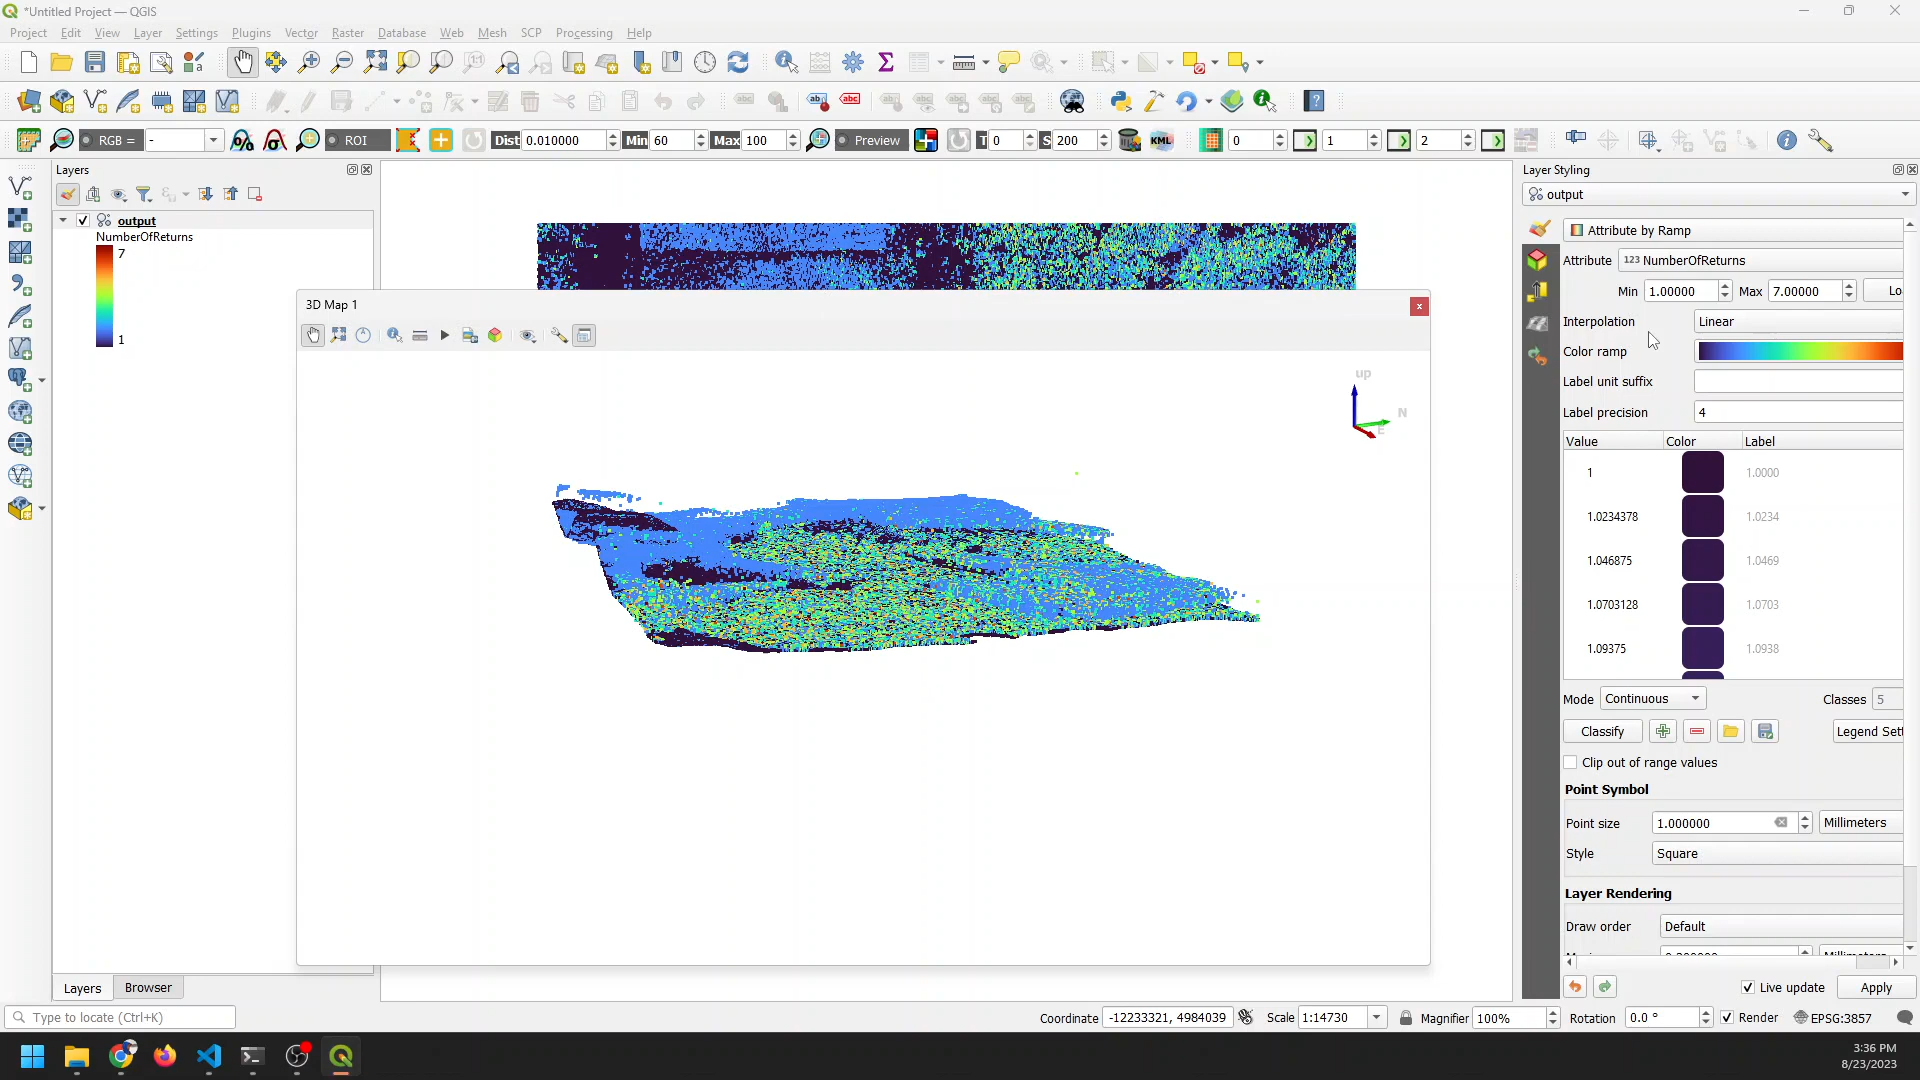 *Untitled Project — QGIS
Project Edit View Layer Settings Plugins Vector Raster Database Web Mesh SCP Processing Help
RGB = - ROI Dist 0.010000 Min 60 Max 100 Preview T 0 S 200 KML 0 1 2
Layers
output
NumberOfReturns
7
1
3D Map 1
up
N
E
Layer Styling
output
Attribute by Ramp
Attribute 123 NumberOfReturns
Min 1.00000 Max 7.00000 Lo
Interpolation Linear
Color ramp
Label unit suffix
Label precision 4
Value Color Label
1 1.0000
1.0234378 1.0234
1.046875 1.0469
1.0703128 1.0703
1.09375 1.0938
Mode Continuous Classes 5
Classify Legend Sett
Clip out of range values
Point Symbol
Point size 1.000000 Millimeters
Style Square
Layer Rendering
Draw order Default
Live update Apply
Layers Browser
Type to locate (Ctrl+K) Coordinate -12233321, 4984039 Scale 1:14730 Magnifier 100% Rotation 0.0 ° Render EPSG:3857
3:36 PM
8/23/2023